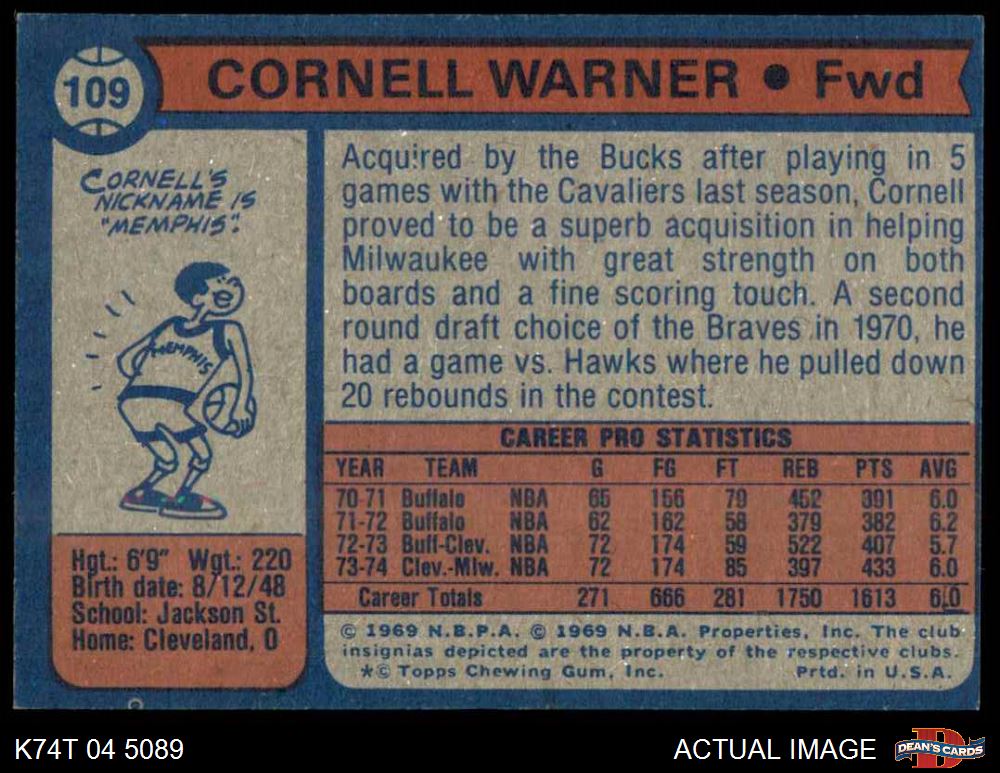 109
CORNELL WARNER • Fwd
CORNELL'S
NICKNAME IS
"MEMPHIS".
MEMPHIS
Hgt.: 6'9" Wgt.: 220
Birth date: 8/12/48
School: Jackson St.
Home: Cleveland, O
Acquired by the Bucks after playing in 5
games with the Cavaliers last season, Cornell
proved to be a superb acquisition in helping
Milwaukee with great strength on both
boards and a fine scoring touch. A second
round draft choice of the Braves in 1970, he
had a game vs. Hawks where he pulled down
20 rebounds in the contest.
CAREER PRO STATISTICS
YEAR TEAM G FG FT REB PTS AVG
70-71 Buffalo NBA 65 156 79 452 391 6.0
71-72 Buffalo NBA 62 162 58 379 382 6.2
72-73 Buff-Clev. NBA 72 174 59 522 407 5.7
73-74 Clev.-Mlw. NBA 72 174 85 397 433 6.0
Career Totals 271 666 281 1750 1613 6.0
© 1969 N.B.P.A. © 1969 N.B.A. Properties, Inc. The club
insignias depicted are the property of the respective clubs.
*© Topps Chewing Gum, Inc. Prtd. in U.S.A.
K74T 04 5089
ACTUAL IMAGE
D
DEAN'S CARDS